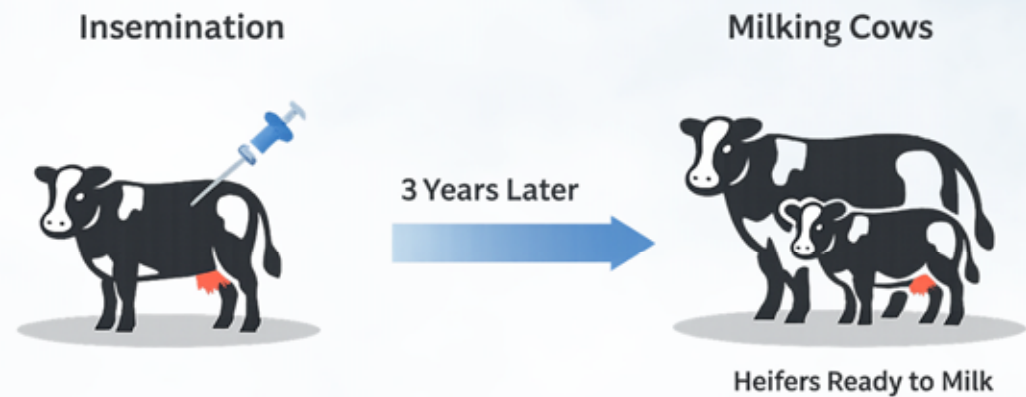 Insemination
Milking Cows
3 Years Later
Heifers Ready to Milk